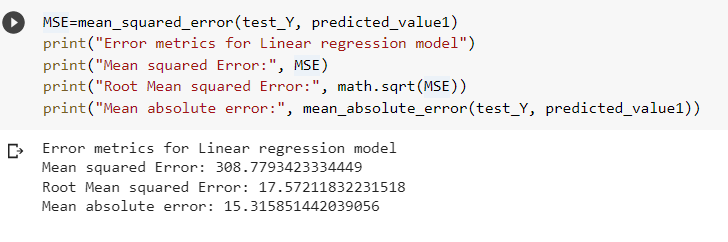 MSE=mean_squared_error(test_Y, predicted_value1)
print("Error metrics for Linear regression model")
print("Mean squared Error:", MSE)
print("Root Mean squared Error:", math.sqrt(MSE))
print("Mean absolute error:", mean_absolute_error(test_Y, predicted_value1))
Error metrics for Linear regression model
Mean squared Error: 308.7793423334449
Root Mean squared Error: 17.57211832231518
Mean absolute error: 15.315851442039056